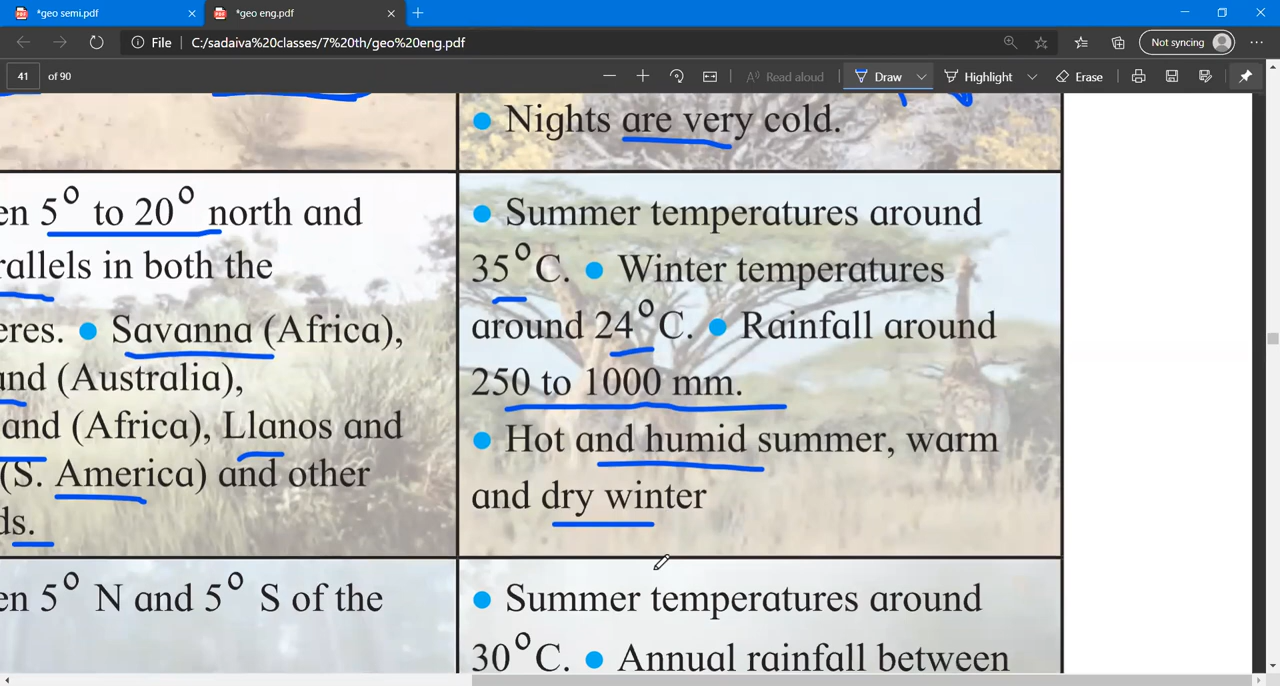 *geo semi.pdf
*geo eng.pdf
File
C:/sadaiva%20classes/7%20th/geo%20eng.pdf
Not syncing
41 of 90
Read aloud
Draw
Highlight
Erase
• Nights are very cold.
en 5° to 20° north and
rallels in both the
eres. • Savanna (Africa),
and (Australia),
and (Africa), Llanos and
(S. America) and other
ds.
• Summer temperatures around
35°C. • Winter temperatures
around 24°C. • Rainfall around
250 to 1000 mm.
• Hot and humid summer, warm
and dry winter
en 5° N and 5° S of the
• Summer temperatures around
30°C. • Annual rainfall between